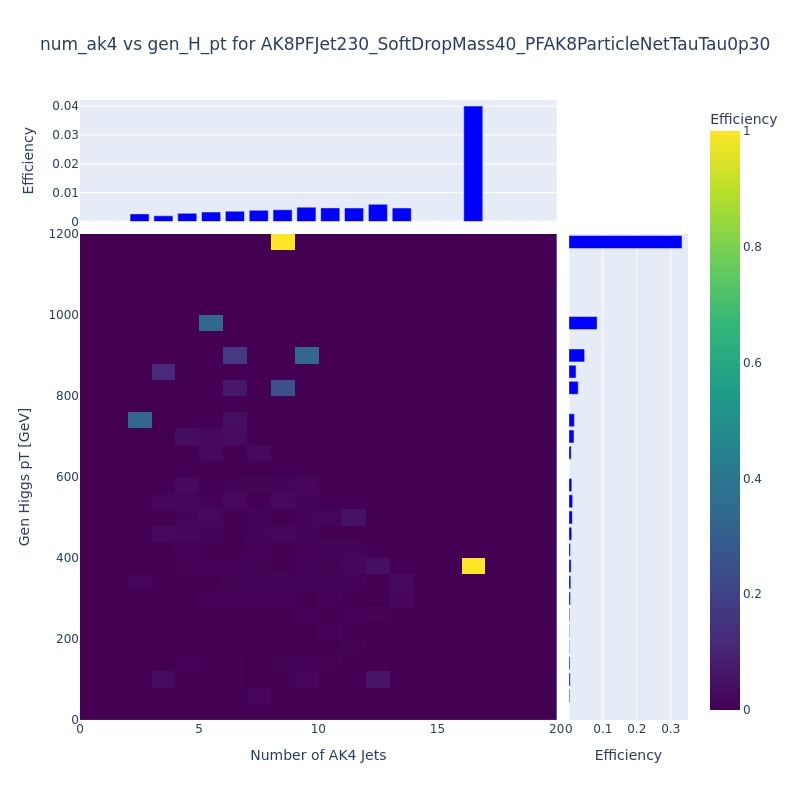 num_ak4 vs gen_H_pt for AK8PFJet230_SoftDropMass40_PFAK8ParticleNetTauTau0p30
Efficiency
0.04
0.03
0.02
0.01
0
Efficiency
1
0.8
0.6
0.4
0.2
0
Gen Higgs pT [GeV]
1200
1000
800
600
400
200
0
0 5 10 15 20
Number of AK4 Jets
0 0.1 0.2 0.3
Efficiency